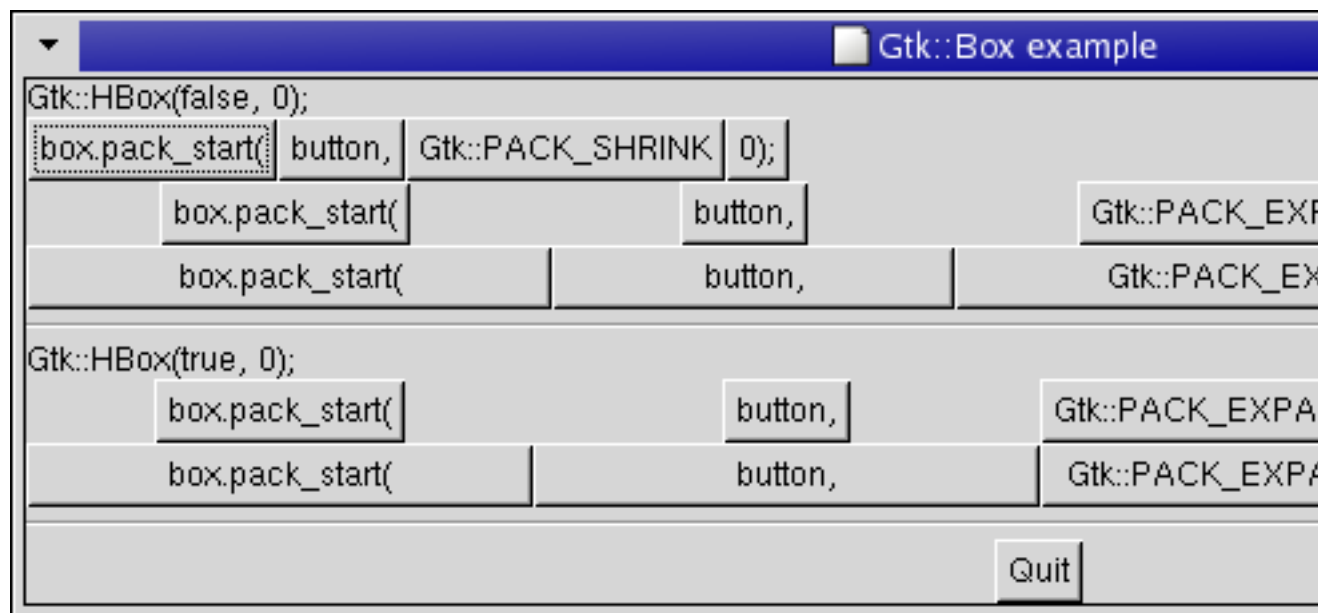 Gtk::Box example
Gtk::HBox(false, 0);
box.pack_start( button, Gtk::PACK_SHRINK 0);
box.pack_start( button, Gtk::PACK_EXP
box.pack_start( button, Gtk::PACK_EX
Gtk::HBox(true, 0);
box.pack_start( button, Gtk::PACK_EXPA
box.pack_start( button, Gtk::PACK_EXPA
Quit